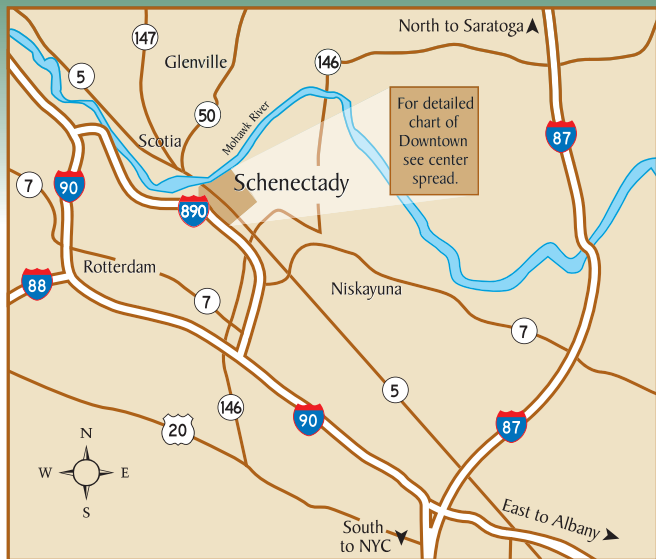 North to Saratoga
147
Glenville
146
5
50
Mohawk River
For detailed
chart of
Downtown
see center
spread.
87
Scotia
7
90
Schenectady
890
Rotterdam
88
Niskayuna
7
7
5
146
90
20
87
N
W
E
S
South
to NYC
East to Albany